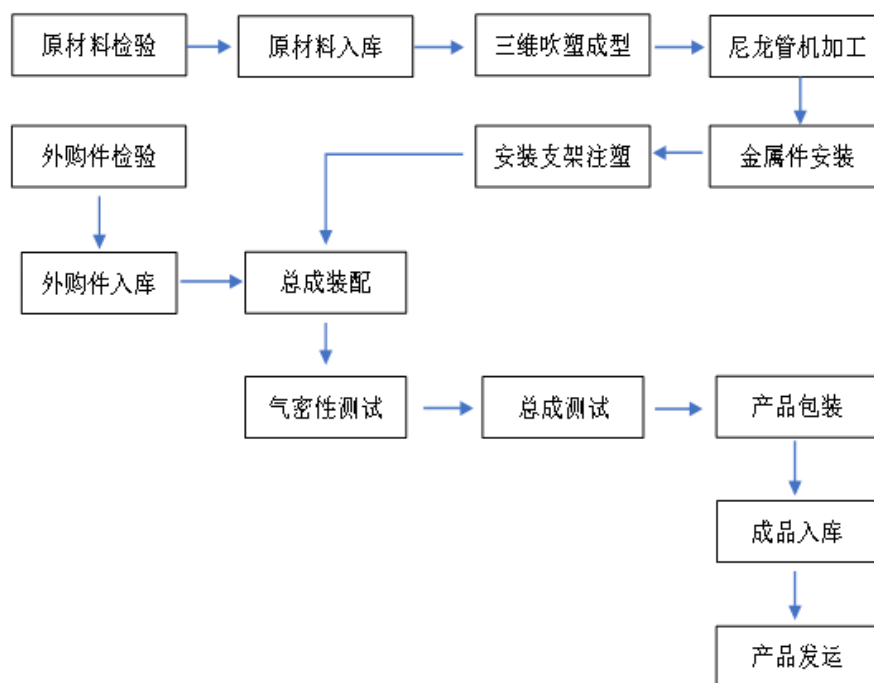 原材料检验
原材料入库
三维吹塑成型
尼龙管机加工
外购件检验
安装支架注塑
金属件安装
外购件入库
总成装配
气密性测试
总成测试
产品包装
成品入库
产品发运